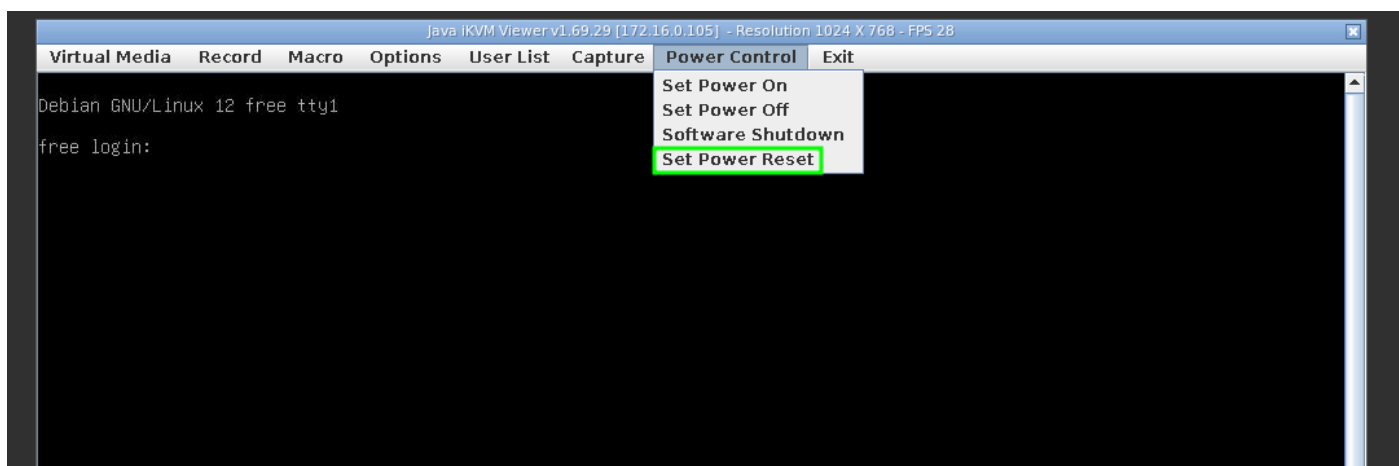 Java iKVM Viewer v1.69.29 [172.16.0.105] - Resolution 1024 X 768 - FPS 28
Virtual Media Record Macro Options User List Capture Power Control Exit
Set Power On
Set Power Off
Software Shutdown
Set Power Reset
Debian GNU/Linux 12 free tty1
free login: